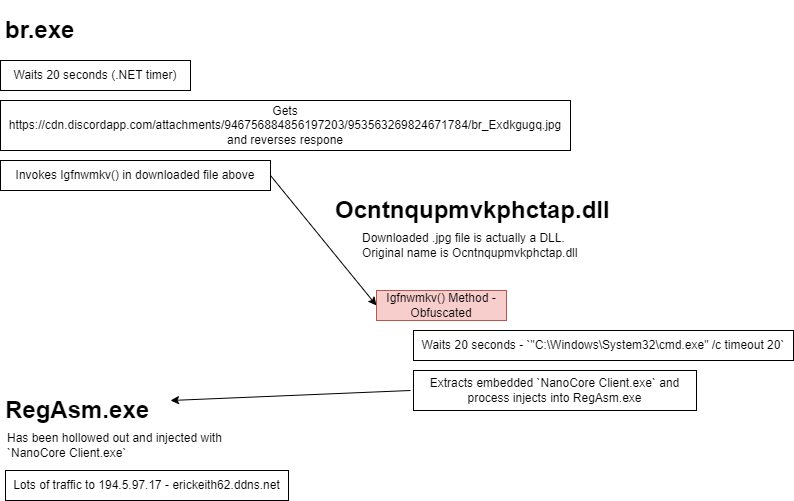 br.exe
Waits 20 seconds (.NET timer)
Gets
https://cdn.discordapp.com/attachments/946756884856197203/953563269824671784/br_Exdkgugq.jpg
and reverses respone
Invokes Igfnwmkv() in downloaded file above
Ocntnqupmvkphctap.dll
Downloaded .jpg file is actually a DLL.
Original name is Ocntnqupmvkphctap.dll
Igfnwmkv() Method -
Obfuscated
Waits 20 seconds - `"C:\Windows\System32\cmd.exe" /c timeout 20`
Extracts embedded `NanoCore Client.exe` and
process injects into RegAsm.exe
RegAsm.exe
Has been hollowed out and injected with
`NanoCore Client.exe`
Lots of traffic to 194.5.97.17 - erickeith62.ddns.net